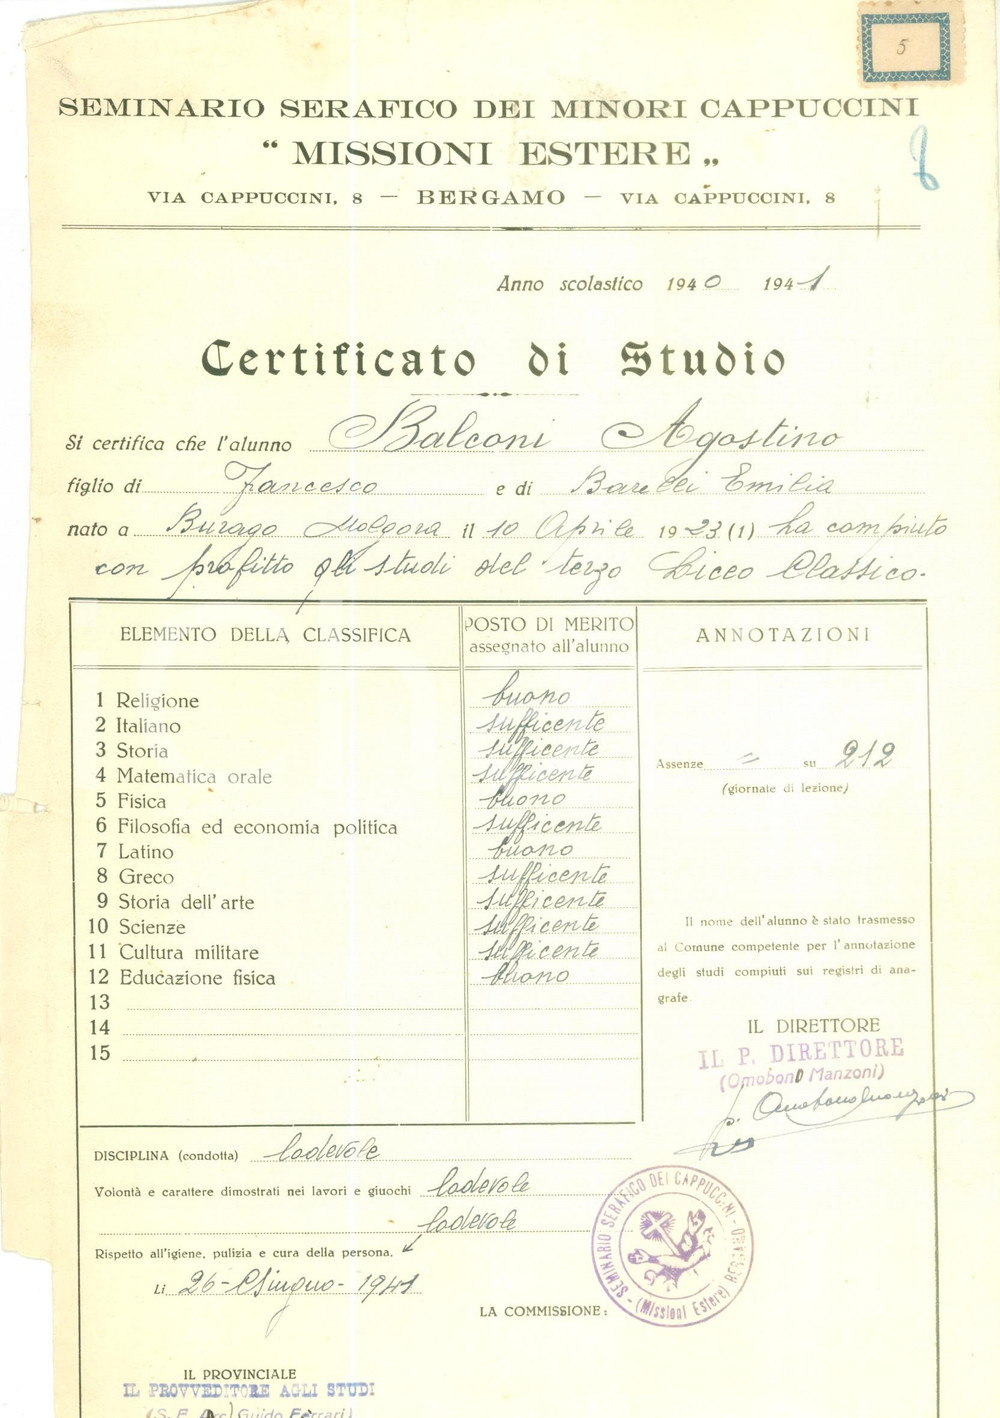 5
SEMINARIO SERAFICO DEI MINORI CAPPUCCINI
“ MISSIONI ESTERE „
VIA CAPPUCCINI, 8 — BERGAMO — VIA CAPPUCCINI, 8
Anno scolastico 1940 1941
Certificato di Studio
Si certifica che l'alunno Balconi Agostino
figlio di Francesco e di Emilia
nato a Burago Molgora il 10 Aprile 1923 (1) ha compiuto
con profitto gli studi del terzo Liceo Classico.
ELEMENTO DELLA CLASSIFICA POSTO DI MERITO assegnato all'alunno ANNOTAZIONI
1 Religione buono
2 Italiano sufficente
3 Storia sufficente
4 Matematica orale sufficente
5 Fisica buono
6 Filosofia ed economia politica sufficente
7 Latino buono
8 Greco sufficente
9 Storia dell'arte sufficente
10 Scienze sufficente
11 Cultura militare sufficente
12 Educazione fisica buono
13
14
15
Assenze = su 212
(giornale di lezione)
Il nome dell'alunno è stato trasmesso
al Comune competente per l'annotazione
degli studi compiuti sui registri di ana-
grafe
IL DIRETTORE
IL P. DIRETTORE
(Omobono Manzoni)
p. Omobono Manzoni
DISCIPLINA (condotta) lodevole
Volontà e carattere dimostrati nei lavori e giuochi lodevole
lodevole
Rispetto all'igiene, pulizia e cura della persona.
Li 26 - Giugno - 1941
SEMINARIO SERAFICO DEI CAPPUCCINI - BERGAMO - (Missioni Estere)
LA COMMISSIONE:
IL PROVINCIALE
IL PROVVEDITORE AGLI STUDI
Guido Ferrari)